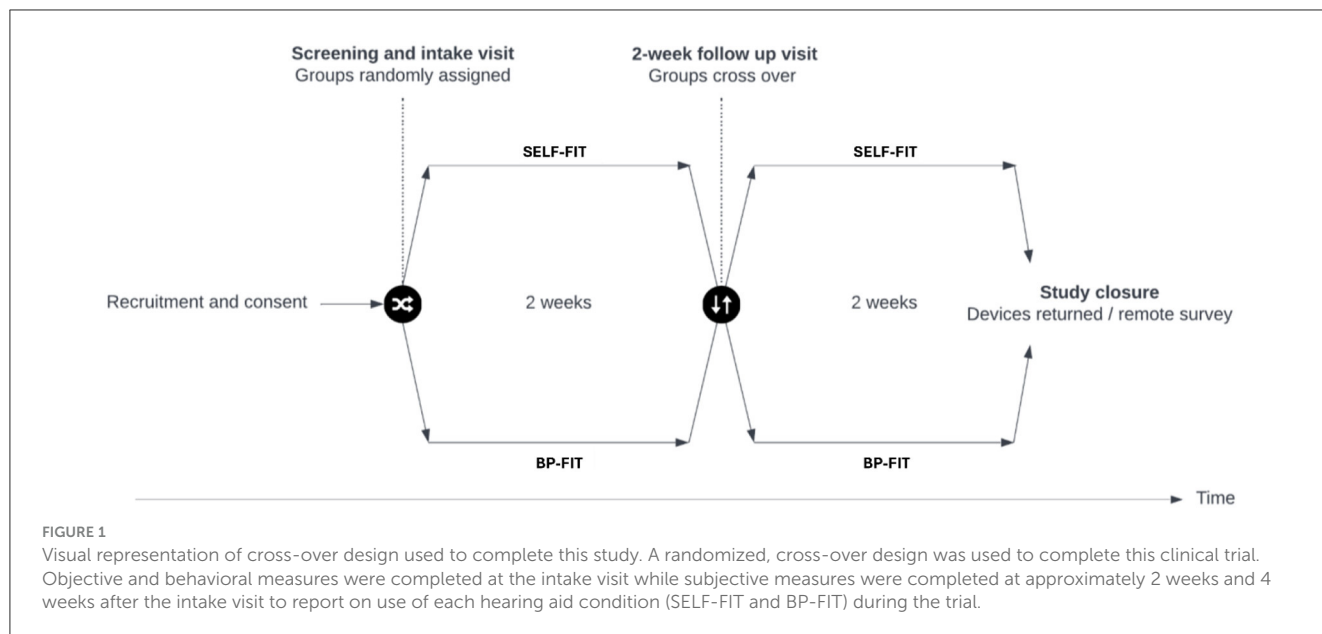 Screening and intake visit
Groups randomly assigned
2-week follow up visit
Groups cross over
SELF-FIT
SELF-FIT
Recruitment and consent
2 weeks
2 weeks
Study closure
Devices returned / remote survey
BP-FIT
BP-FIT
Time
FIGURE 1
Visual representation of cross-over design used to complete this study. A randomized, cross-over design was used to complete this clinical trial.
Objective and behavioral measures were completed at the intake visit while subjective measures were completed at approximately 2 weeks and 4
weeks after the intake visit to report on use of each hearing aid condition (SELF-FIT and BP-FIT) during the trial.